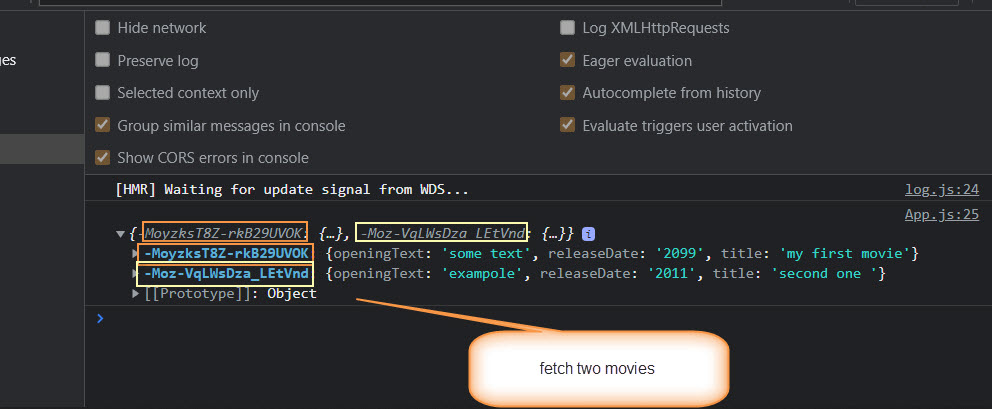 Hide network
Log XMLHttpRequests
ges
Preserve log
Eager evaluation
Selected context only
Autocomplete from history
Group similar messages in console
Evaluate triggers user activation
Show CORS errors in console
[HMR] Waiting for update signal from WDS...
log.js:24
App.js:25
{-MoyzksT8Z-rkB29UVOK: {…}, -Moz-VqLWsDza_LEtVnd: {…}} i
-MoyzksT8Z-rkB29UVOK {openingText: 'some text', releaseDate: '2099', title: 'my first movie'}
-Moz-VqLWsDza_LEtVnd {openingText: 'exampole', releaseDate: '2011', title: 'second one '}
[[Prototype]]: Object
fetch two movies